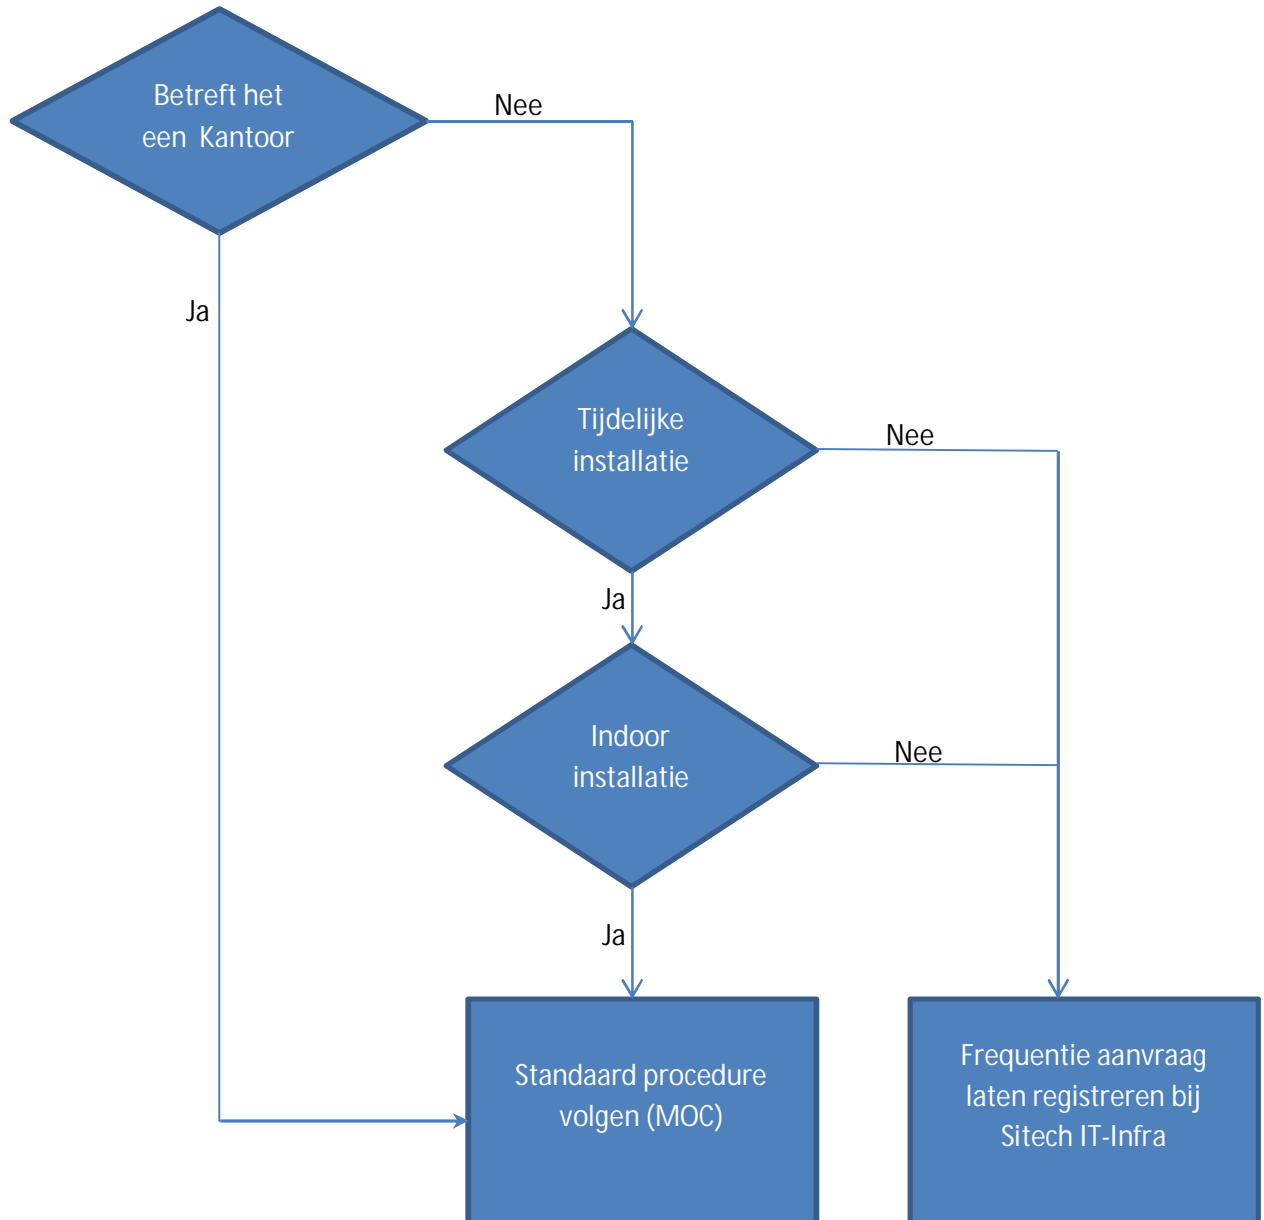 Betreft het
een Kantoor
Nee
Ja
Tijdelijke
installatie
Nee
Ja
Indoor
installatie
Nee
Ja
Standaard procedure
volgen (MOC)
Frequentie aanvraag
laten registreren bij
Sitech IT-Infra